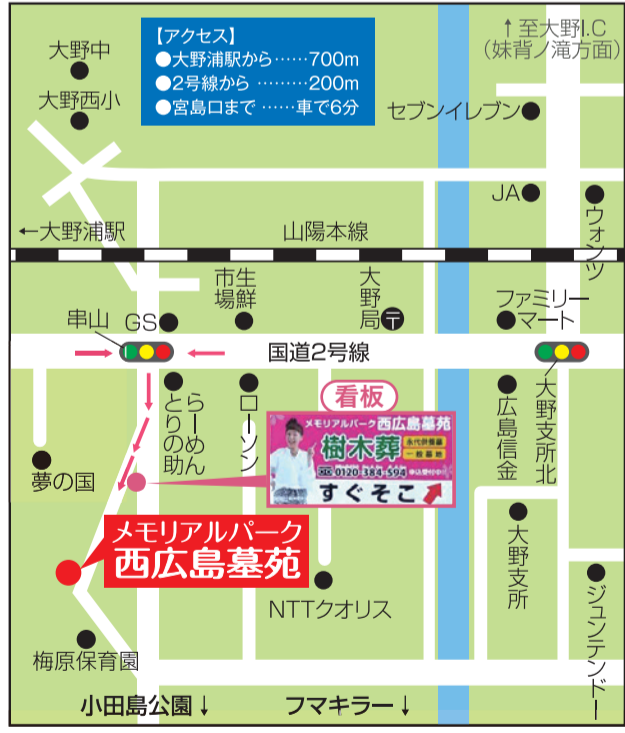 【アクセス】
●大野浦駅から……700m
●2号線から ………200m
●宮島口まで ……車で6分
↑至大野I.C
(妹背ノ滝方面)
大野中
大野西小
セブンイレブン
JA
ウォンツ
←大野浦駅
山陽本線
生鮮
市場
大野局
〒
ファミリー
マート
串山
GS
国道2号線
らーめん
とりの助
ローソン
看板
メモリアルパーク西広島墓苑
樹木葬
永代供養墓
一般墓地
0120-384-594 申込受付中
すぐそこ
広島信金
大野支所北
夢の国
メモリアルパーク
西広島墓苑
大野支所
NTTクオリス
ジュンテンドー
梅原保育園
小田島公園↓
フマキラー↓